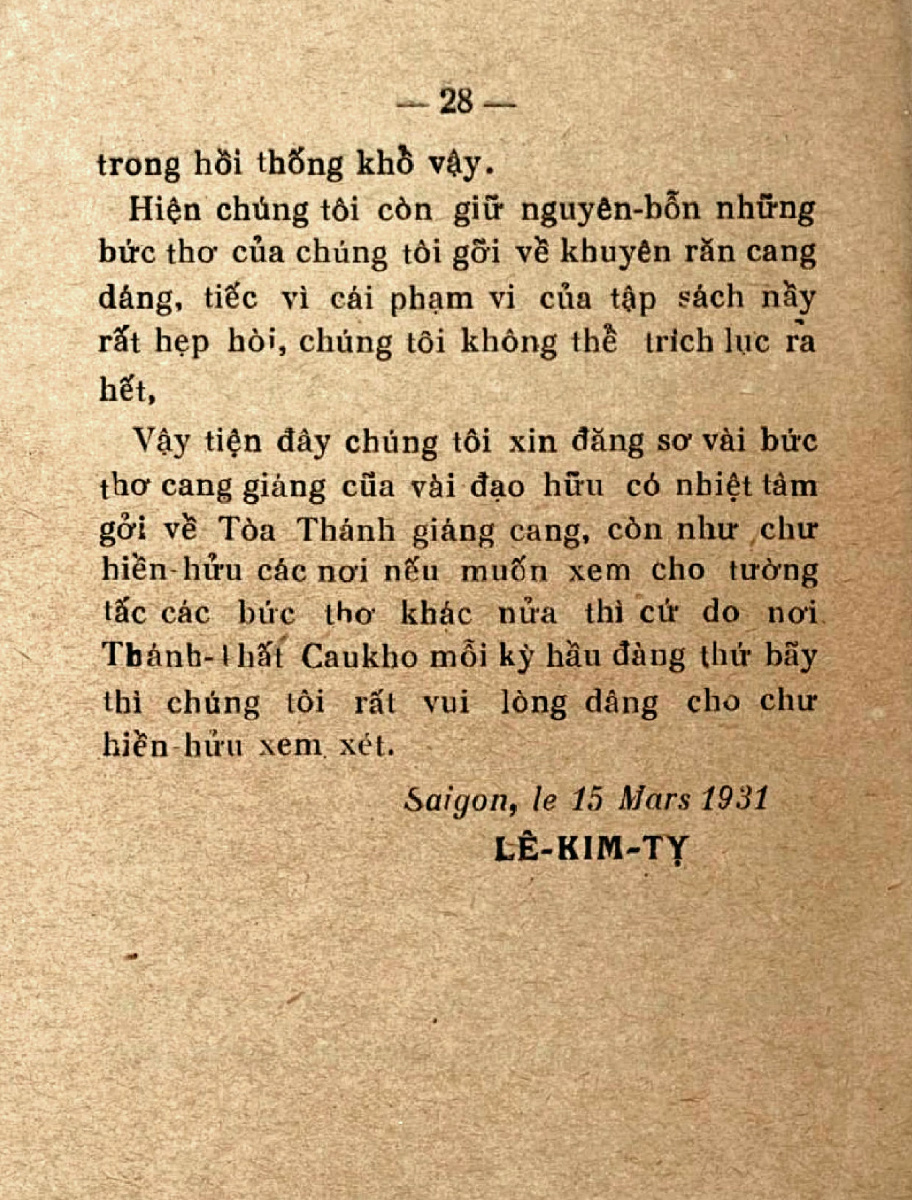 — 28 —
trong hồi thống khổ vậy.
Hiện chúng tôi còn giữ nguyên-bổn những
bức thơ của chúng tôi gởi về khuyên răn cang
dáng, tiếc vì cái phạm vi của tập sách nầy
rất hẹp hòi, chúng tôi không thể trích lục ra
hết,
Vậy tiện đây chúng tôi xin đăng sơ vài bức
thơ cang giáng của vài đạo hữu có nhiệt tâm
gởi về Tòa Thánh giáng cang, còn như chư
hiền-hửu các nơi nếu muốn xem cho tường
tấc các bức thơ khác nửa thì cứ do nơi
Thánh-thất Caukho mỗi kỳ hầu đàng thứ bãy
thì chúng tôi rất vui lòng dâng cho chư
hiền-hửu xem xét.
Saigon, le 15 Mars 1931
LÊ-KIM-TỴ